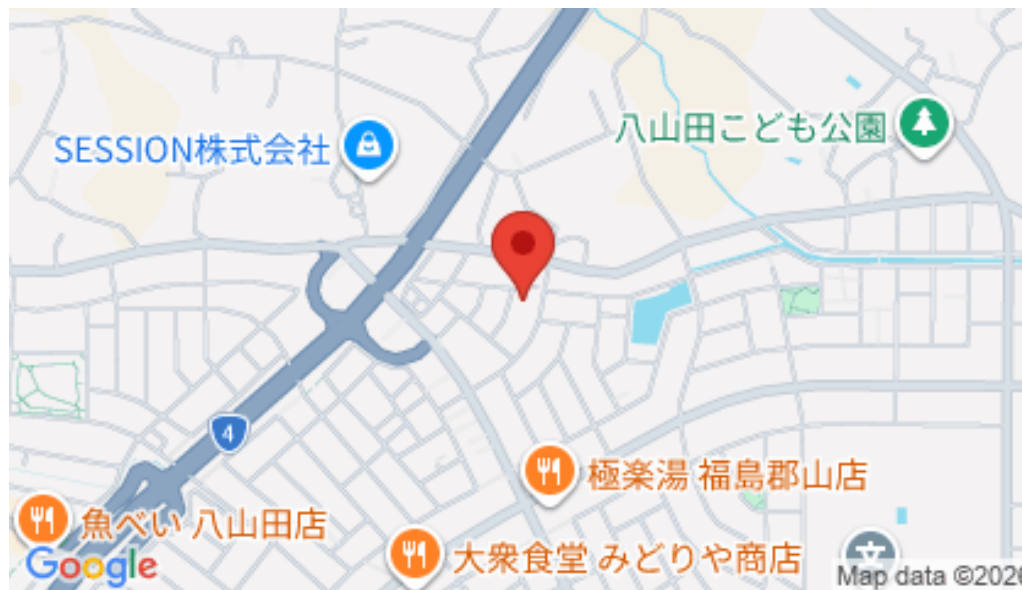 八山田こども公園
SESSION株式会社
4
極楽湯 福島郡山店
魚べい 八山田店
大衆食堂 みどりや商店
文
Google
Map data ©2026